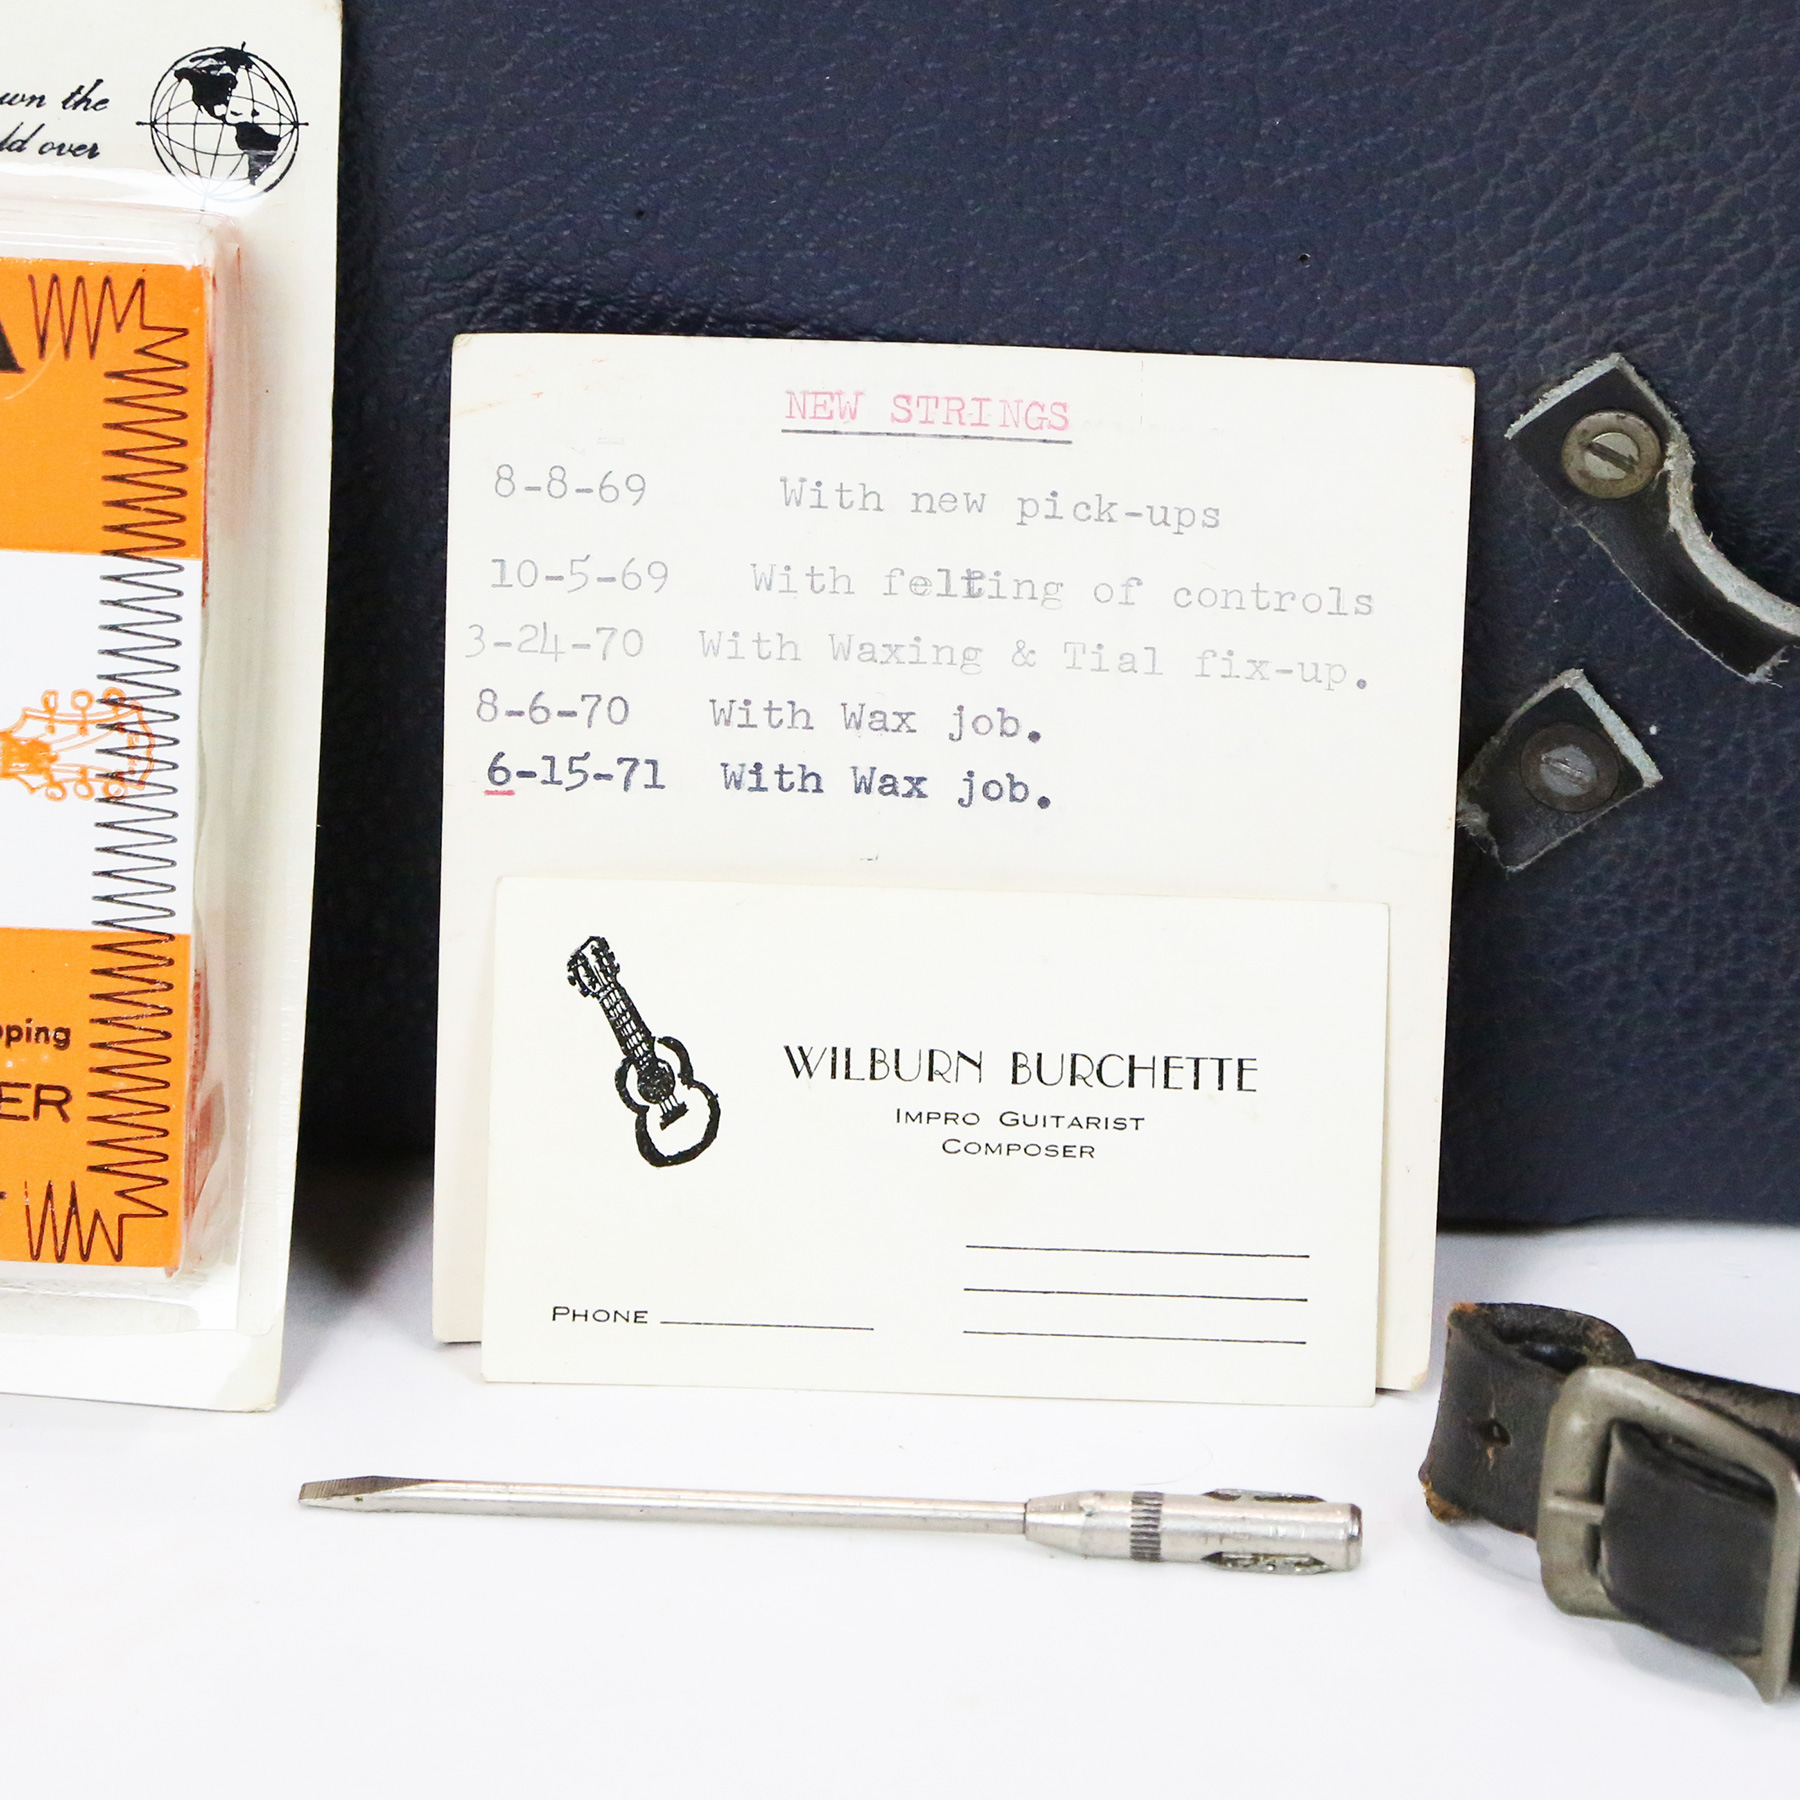 wn the
ld over
A
pping
ER
NEW STRINGS
8-8-69 With new pick-ups
10-5-69 With felting of controls
3-24-70 With Waxing & Tial fix-up.
8-6-70 With Wax job.
6-15-71 With Wax job.
WILBURN BURCHETTE
IMPRO GUITARIST
COMPOSER
PHONE